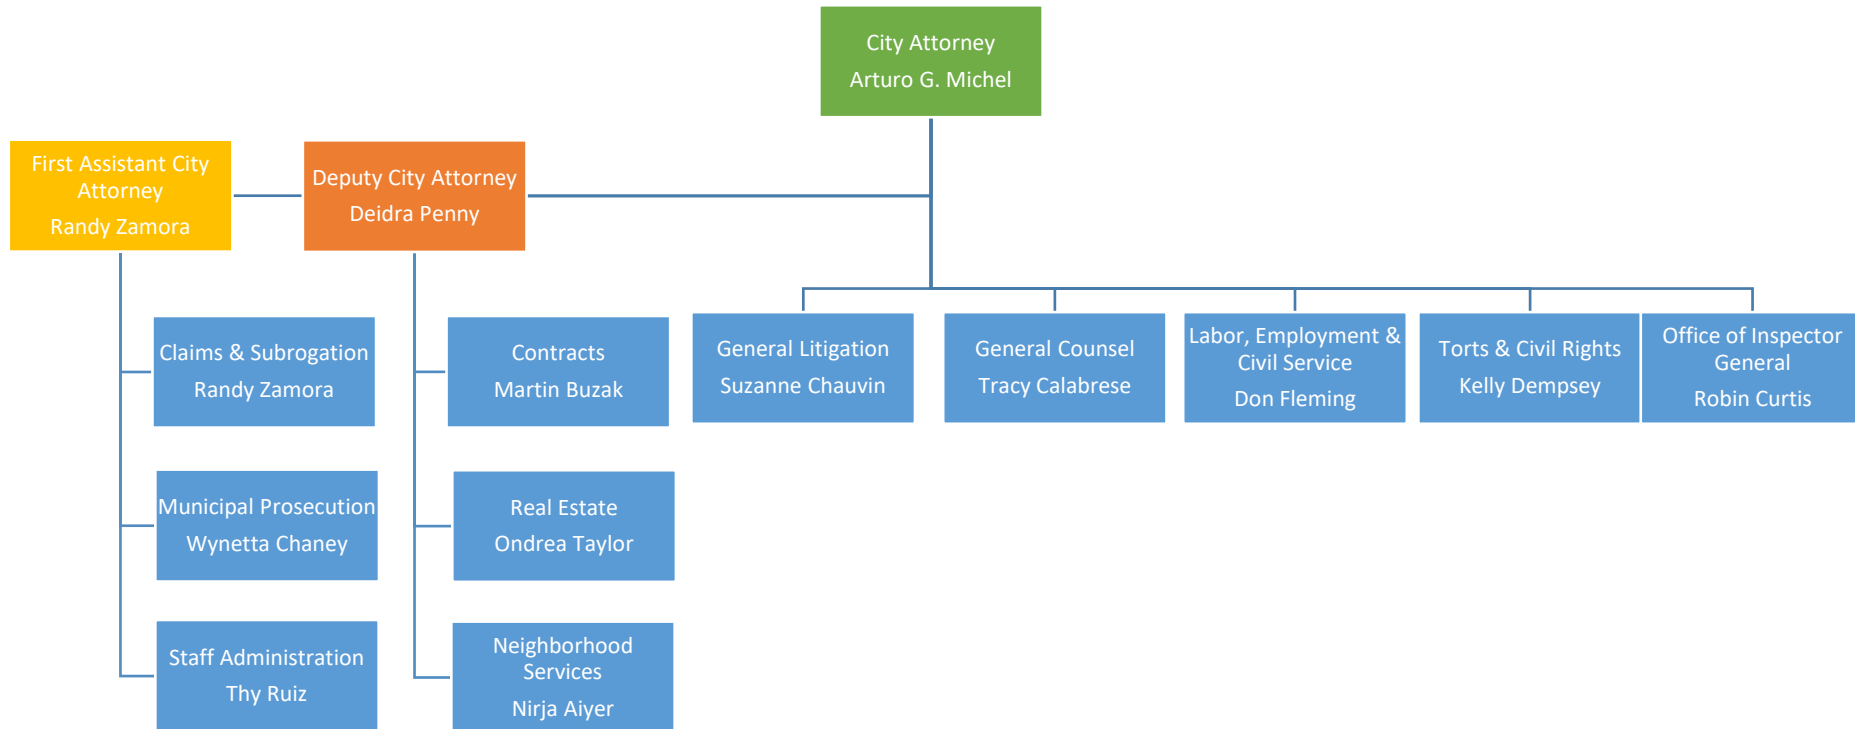 City Attorney
Arturo G. Michel
First Assistant City
Attorney
Randy Zamora
Deputy City Attorney
Deidra Penny
Claims & Subrogation
Randy Zamora
Contracts
Martin Buzak
General Litigation
Suzanne Chauvin
General Counsel
Tracy Calabrese
Labor, Employment &
Civil Service
Don Fleming
Torts & Civil Rights
Kelly Dempsey
Office of Inspector
General
Robin Curtis
Municipal Prosecution
Wynetta Chaney
Real Estate
Ondrea Taylor
Staff Administration
Thy Ruiz
Neighborhood
Services
Nirja Aiyer